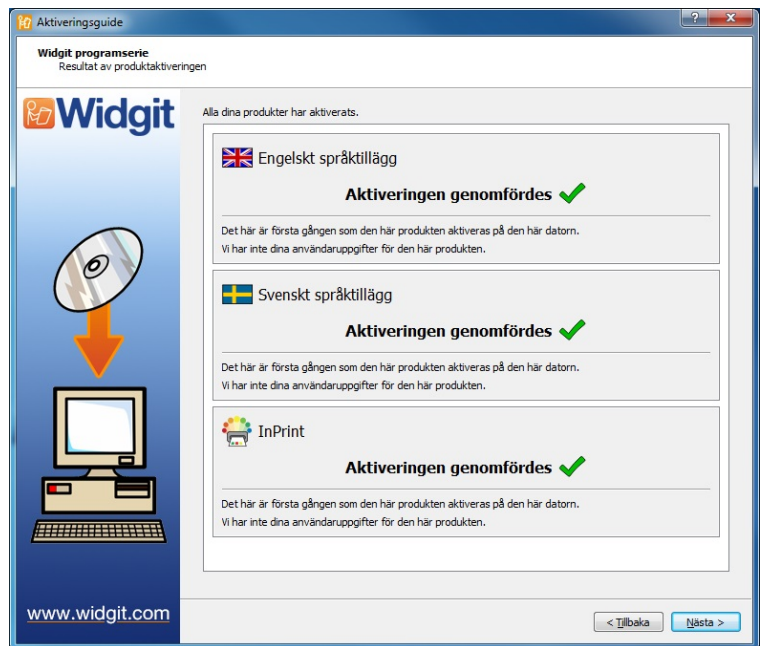 Aktiveringsguide
Widgit programserie
Resultat av produktaktiveringen
Widgit
Alla dina produkter har aktiverats.
Engelskt språktillägg
Aktiveringen genomfördes
Det här är första gången som den här produkten aktiveras på den här datorn.
Vi har inte dina användaruppgifter för den här produkten.
Svenskt språktillägg
Aktiveringen genomfördes
Det här är första gången som den här produkten aktiveras på den här datorn.
Vi har inte dina användaruppgifter för den här produkten.
InPrint
Aktiveringen genomfördes
Det här är första gången som den här produkten aktiveras på den här datorn.
Vi har inte dina användaruppgifter för den här produkten.
www.widgit.com
< Tillbaka Nästa >